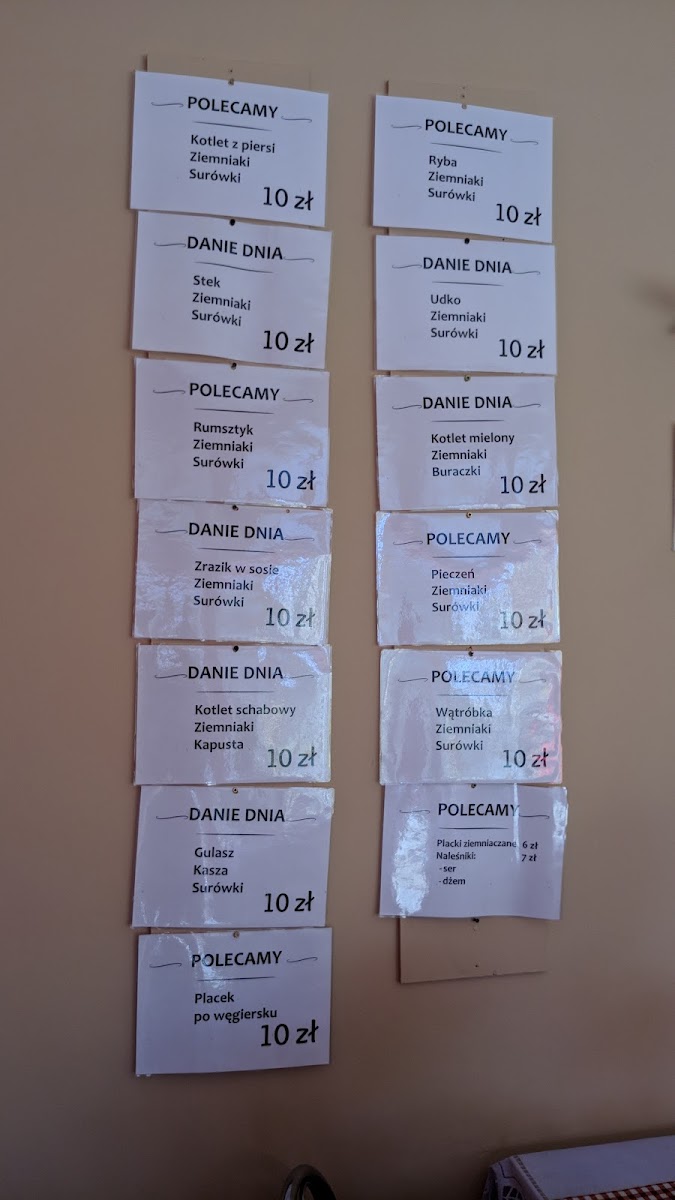 POLECAMY
Kotlet z piersi
Ziemniaki
Surówki
10 zł
DANIE DNIA
Stek
Ziemniaki
Surówki
10 zł
POLECAMY
Rumsztyk
Ziemniaki
Surówki
10 zł
DANIE DNIA
Zrazik w sosie
Ziemniaki
Surówki
10 zł
DANIE DNIA
Kotlet schabowy
Ziemniaki
Kapusta
10 zł
DANIE DNIA
Gulasz
Kasza
Surówki
10 zł
POLECAMY
Placek
po węgiersku
10 zł
POLECAMY
Ryba
Ziemniaki
Surówki
10 zł
DANIE DNIA
Udko
Ziemniaki
Surówki
10 zł
DANIE DNIA
Kotlet mielony
Ziemniaki
Buraczki
10 zł
POLECAMY
Pieczeń
Ziemniaki
Surówki
10 zł
POLECAMY
Wątróbka
Ziemniaki
Surówki
10 zł
POLECAMY
Placki ziemniaczane 6 zł
Naleśniki: 7 zł
-ser
-dżem